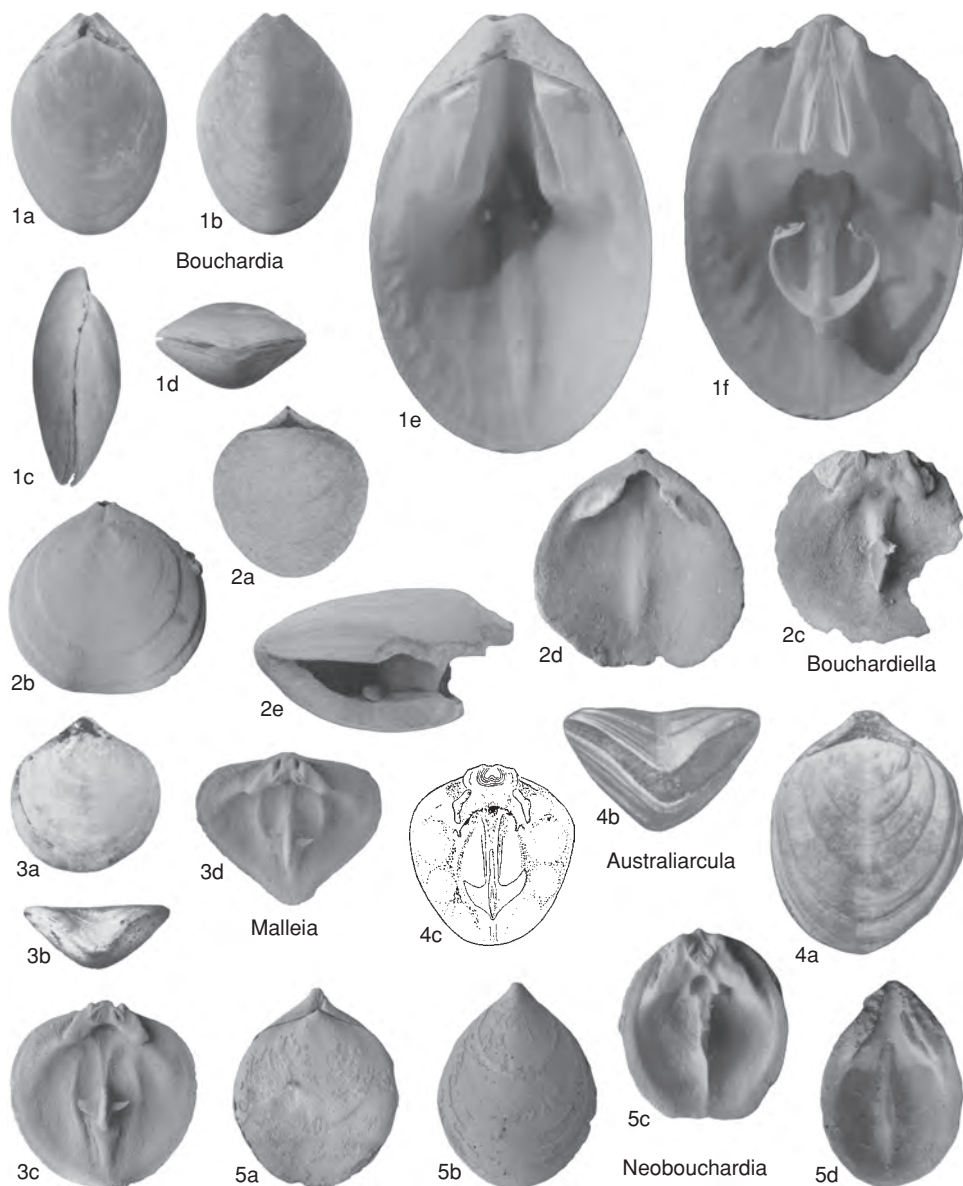 1a
1b
Bouchardia
1c
1d
1e
1f
2a
2b
2c
Bouchardiella
2d
2e
3a
3b
3c
3d
Malleia
4a
4b
Australiarcula
4c
5a
5b
5c
Neobouchardia
5d